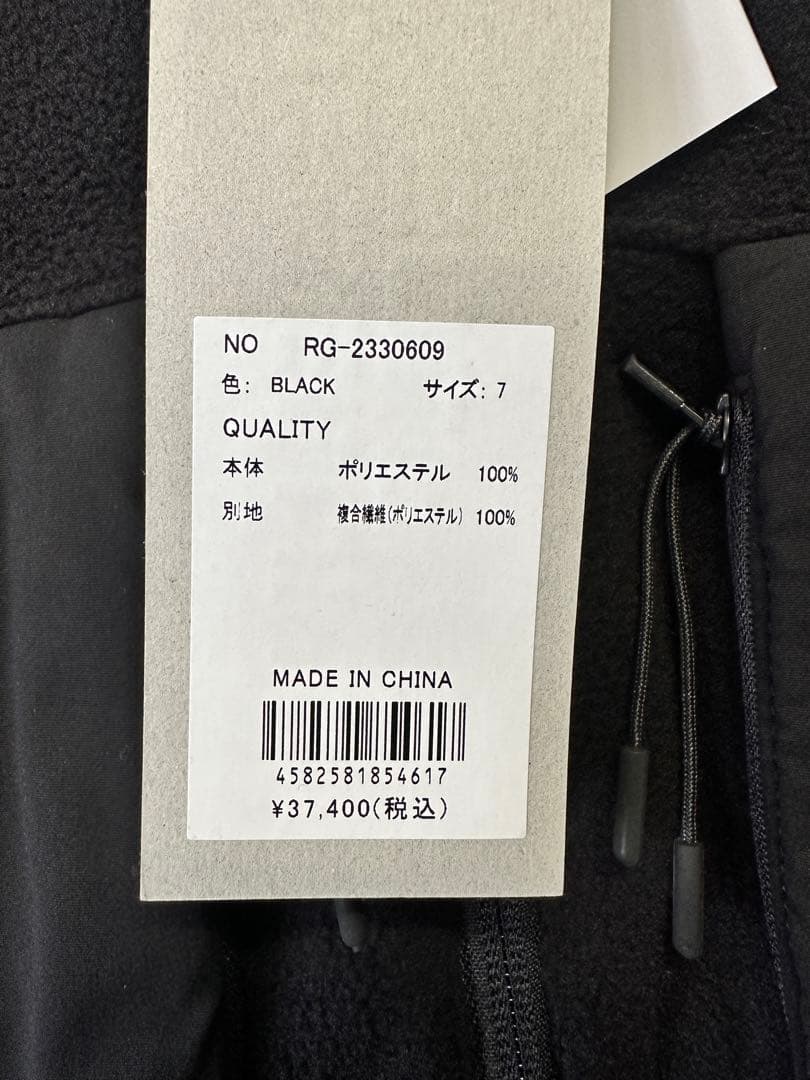 NO RG-2330609
色: BLACK サイズ: 7
QUALITY
本体 ポリエステル 100%
別地 複合繊維(ポリエステル) 100%
MADE IN CHINA
4582581854617
¥37,400(税込)